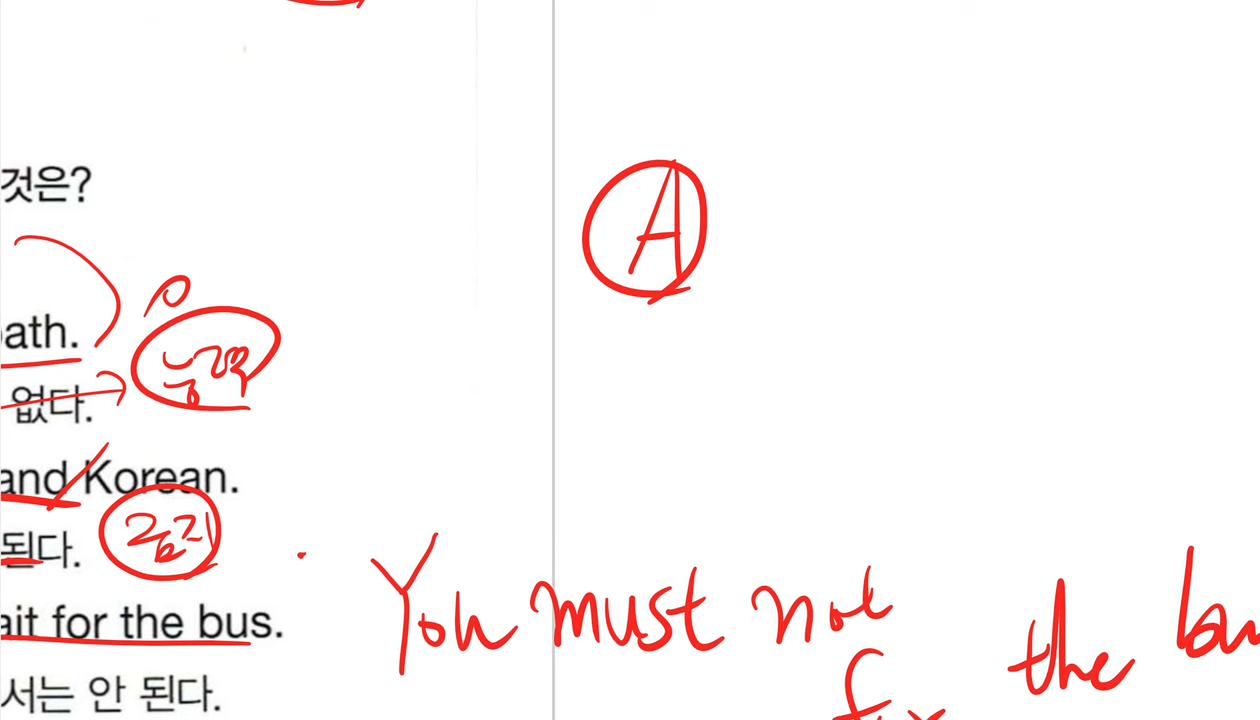 것은?
A
ath.
능력
없다.
and Korean.
된다. 금지
ait for the bus. You must not the
서는 안 된다.